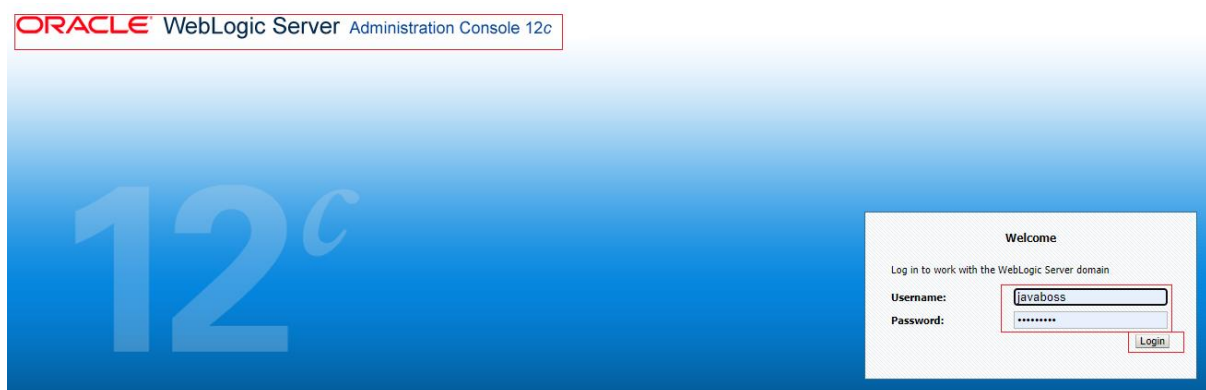 ORACLE WebLogic Server Administration Console 12c
12c
Welcome
Log in to work with the WebLogic Server domain
Username: javaboss
Password: •••••••••
Login